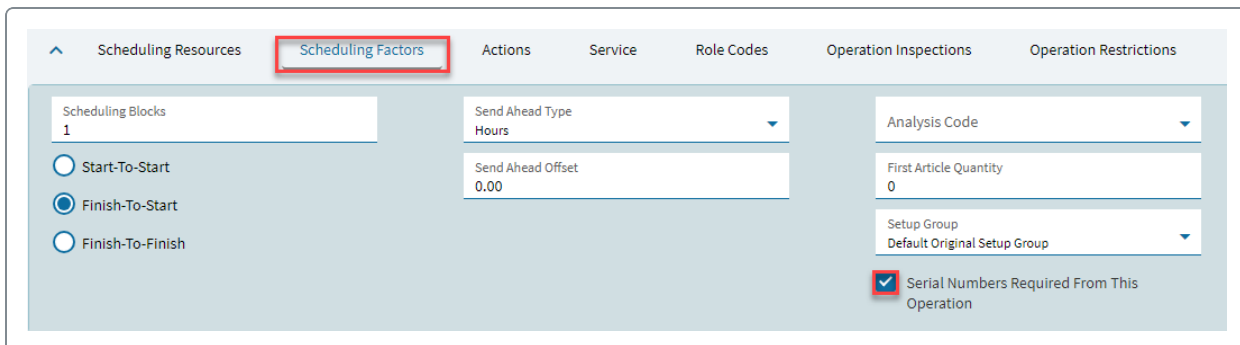 Scheduling Resources
Scheduling Factors
Actions
Service
Role Codes
Operation Inspections
Operation Restrictions
Scheduling Blocks
1
Start-To-Start
Finish-To-Start
Finish-To-Finish
Send Ahead Type
Hours
Send Ahead Offset
0.00
Analysis Code
First Article Quantity
0
Setup Group
Default Original Setup Group
Serial Numbers Required From This
Operation